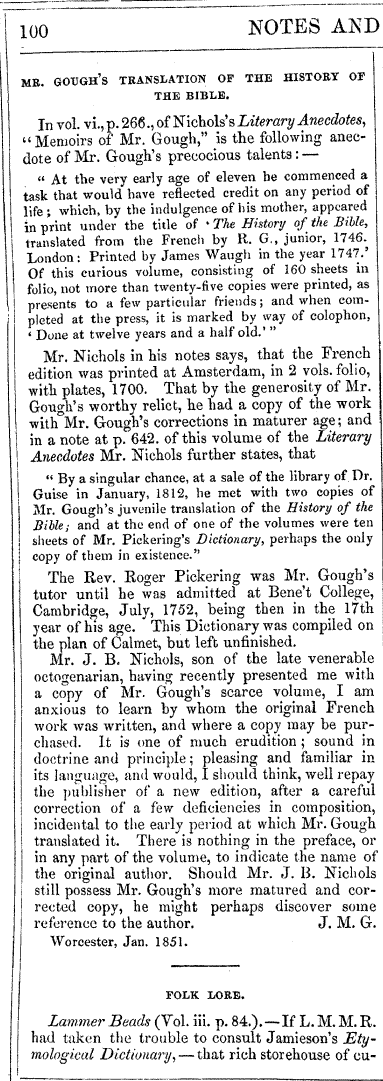 100 NOTES AND
MR. GOUGH'S TRANSLATION OF THE HISTORY OF
THE BIBLE.
In vol. vi., p. 266., of Nichols's Literary Anecdotes,
"Memoirs of Mr. Gough," is the following anec-
dote of Mr. Gough's precocious talents: —
" At the very early age of eleven he commenced a
task that would have reflected credit on any period of
life; which, by the indulgence of his mother, appeared
in print under the title of ' The History of the Bible,
translated from the French by R. G., junior, 1746.
London: Printed by James Waugh in the year 1747.'
Of this curious volume, consisting of 160 sheets in
folio, not more than twenty-five copies were printed, as
presents to a few particular friends; and when com-
pleted at the press, it is marked by way of colophon,
' Done at twelve years and a half old.' "
Mr. Nichols in his notes says, that the French
edition was printed at Amsterdam, in 2 vols. folio,
with plates, 1700. That by the generosity of Mr.
Gough's worthy relict, he had a copy of the work
with Mr. Gough's corrections in maturer age; and
in a note at p. 642. of this volume of the Literary
Anecdotes Mr. Nichols further states, that
" By a singular chance, at a sale of the library of Dr.
Guise in January, 1812, he met with two copies of
Mr. Gough's juvenile translation of the History of the
Bible; and at the end of one of the volumes were ten
sheets of Mr. Pickering's Dictionary, perhaps the only
copy of them in existence."
The Rev. Roger Pickering was Mr. Gough's
tutor until he was admitted at Bene't College,
Cambridge, July, 1752, being then in the 17th
year of his age. This Dictionary was compiled on
the plan of Calmet, but left unfinished.
Mr. J. B. Nichols, son of the late venerable
octogenarian, having recently presented me with
a copy of Mr. Gough's scarce volume, I am
anxious to learn by whom the original French
work was written, and where a copy may be pur-
chased. It is one of much erudition; sound in
doctrine and principle; pleasing and familiar in
its language, and would, I should think, well repay
the publisher of a new edition, after a careful
correction of a few deficiencies in composition,
incidental to the early period at which Mr. Gough
translated it. There is nothing in the preface, or
in any part of the volume, to indicate the name of
the original author. Should Mr. J. B. Nichols
still possess Mr. Gough's more matured and cor-
rected copy, he might perhaps discover some
reference to the author. J. M. G.
Worcester, Jan. 1851.
FOLK LORE.
Lammer Beads (Vol. iii. p. 84.). — If L. M. M. R.
had taken the trouble to consult Jamieson's Ety-
mological Dictionary, — that rich storehouse of cu-